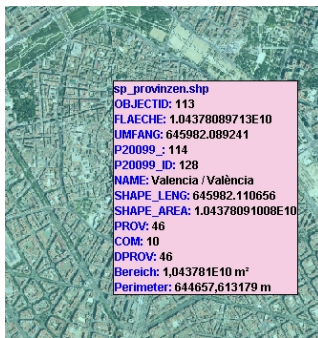 sp_provinzen.shp
OBJECTID: 113
FLAECHE: 1.04378089713E10
UMFANG: 645982.089241
P20099_: 114
P20099_ID: 128
NAME: Valencia / València
SHAPE_LENG: 645982.110656
SHAPE_AREA: 1.04378091008E10
PROV: 46
COM: 10
DPROV: 46
Bereich: 1,043781E10 m²
Perimeter: 644657,613179 m